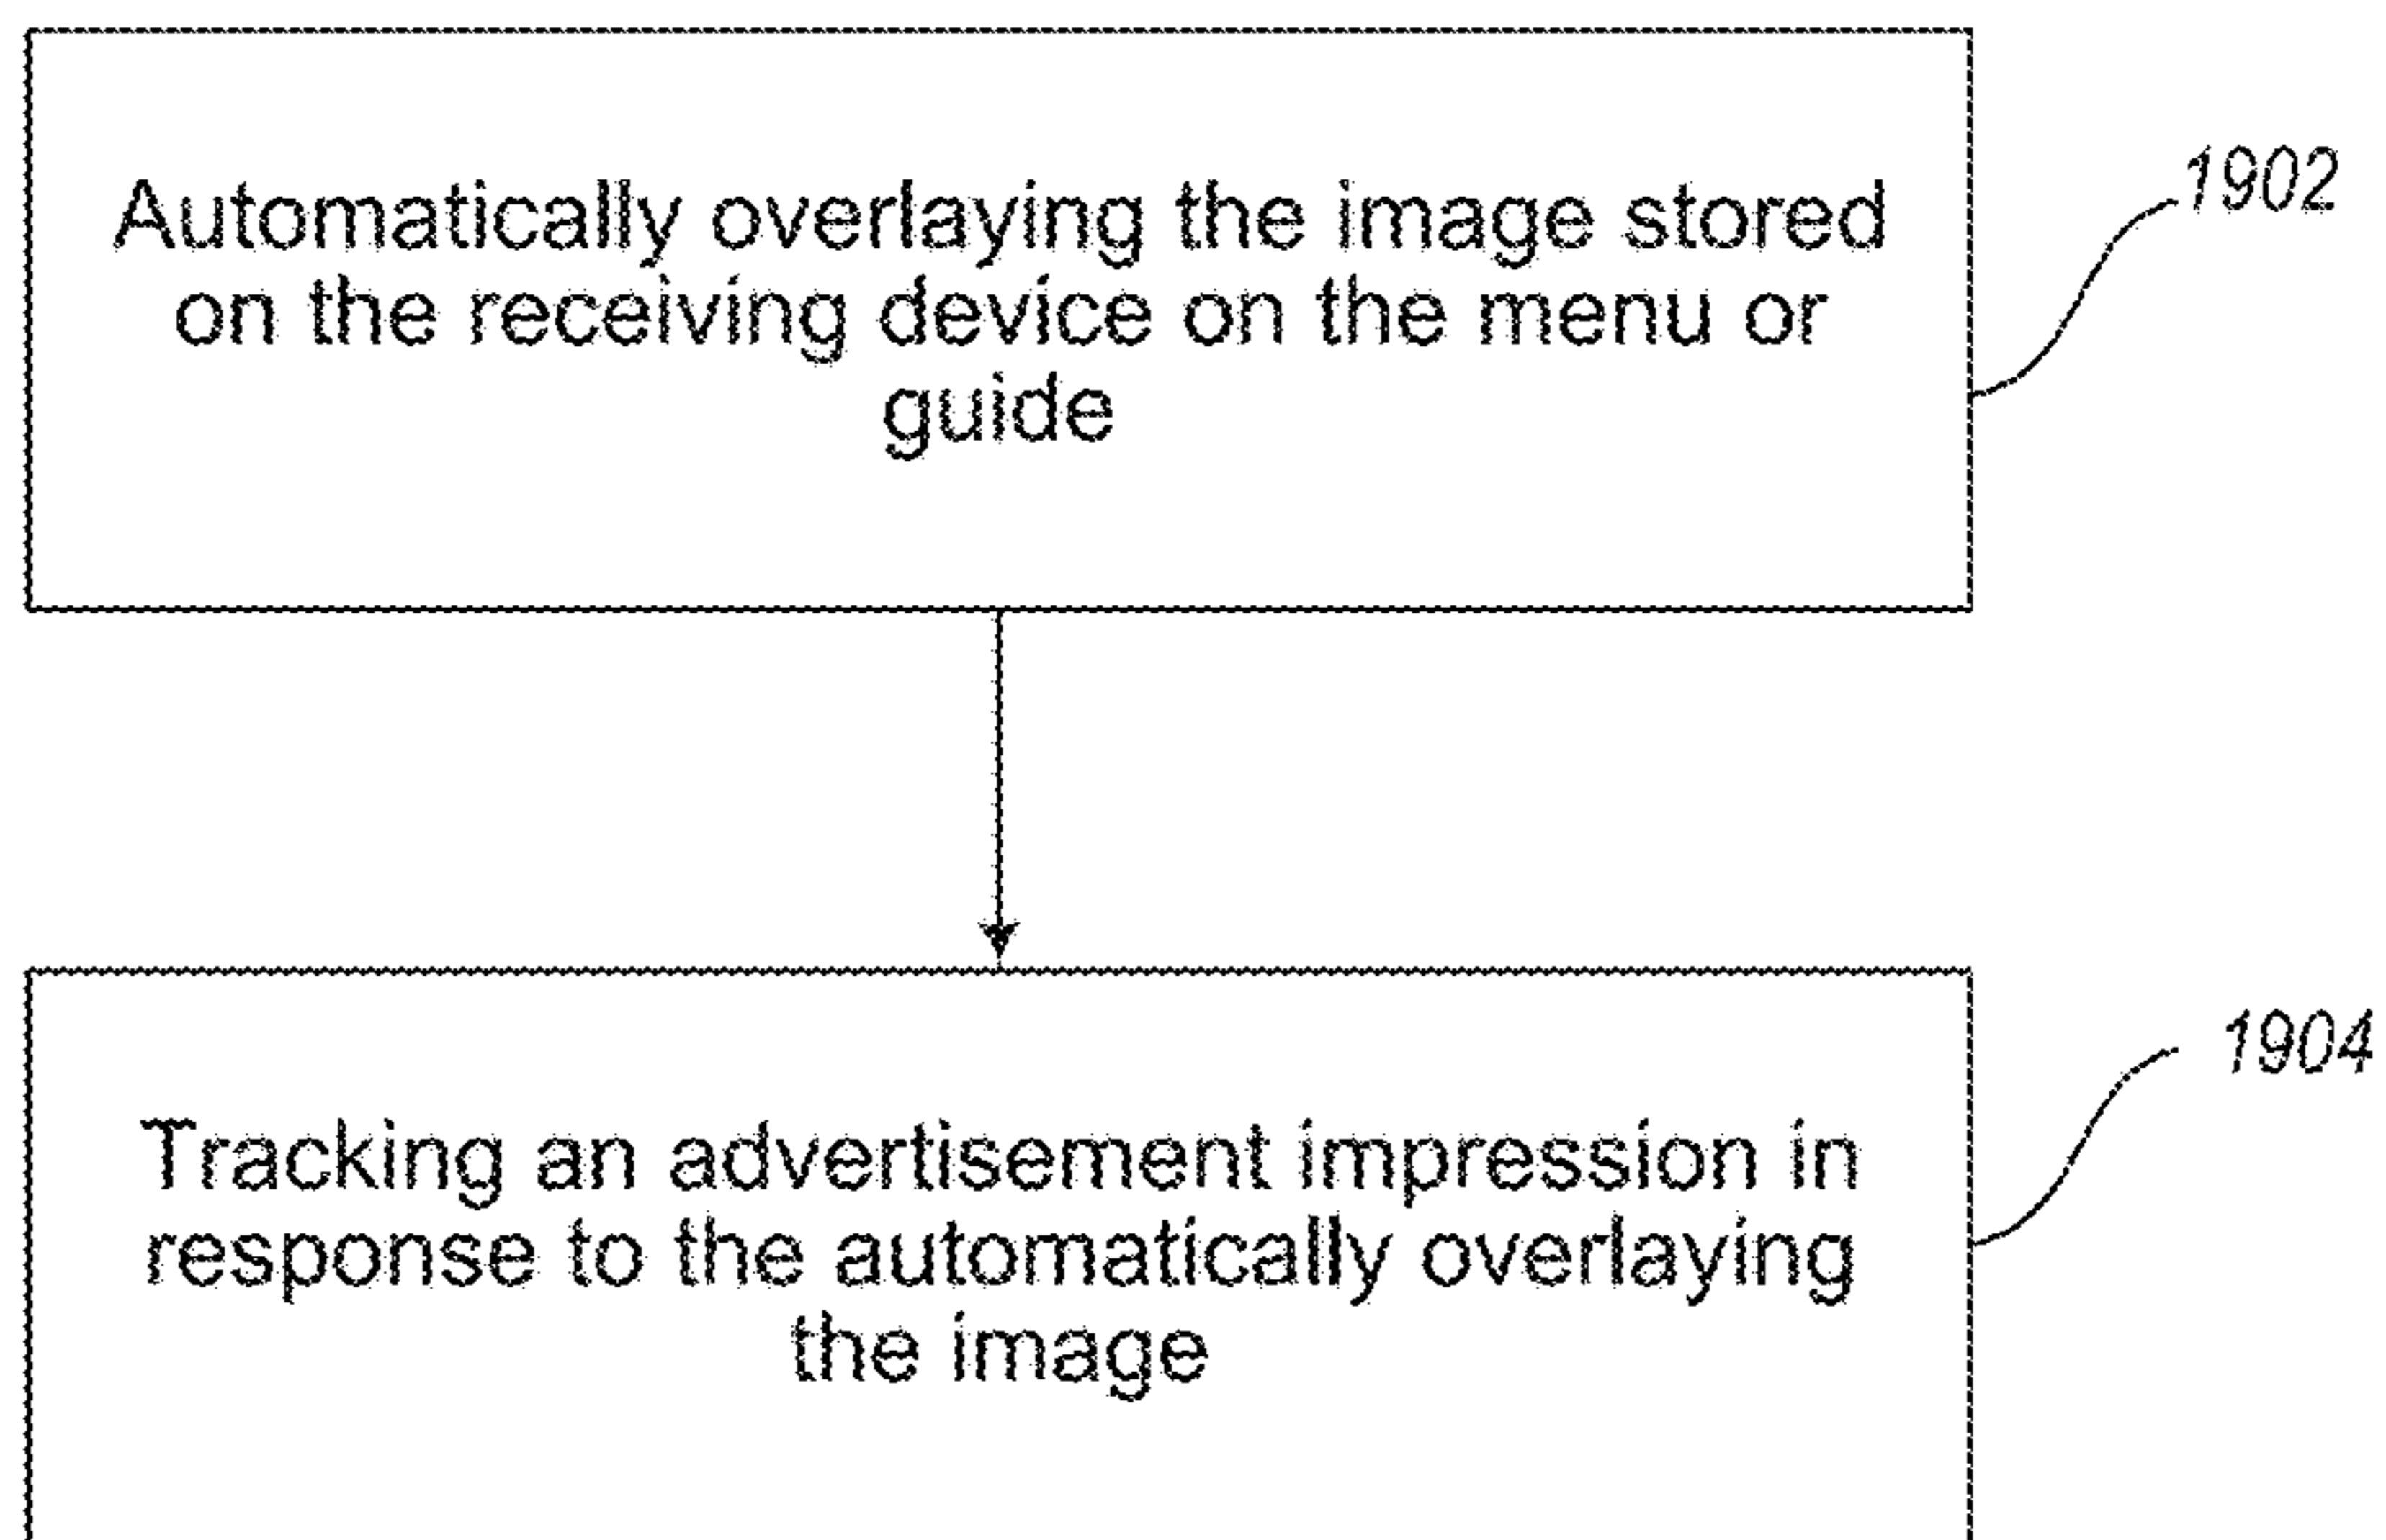 Automatically overlaying the image stored
on the receiving device on the menu or
guide
1902
Tracking an advertisement impression in
response to the automatically overlaying
the image
1904